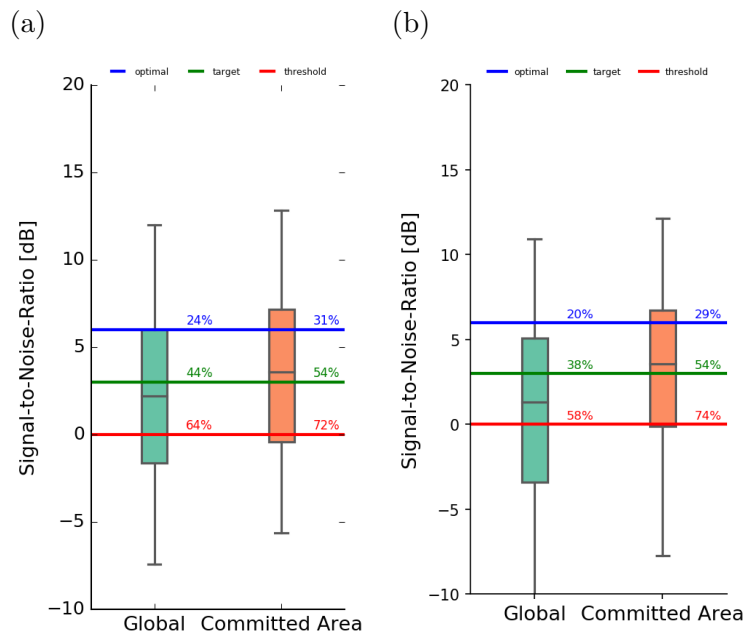 (a)
optimal target threshold
20
15
10
5
0
−5
−10
Signal-to-Noise-Ratio [dB]
24% 31%
44% 54%
64% 72%
Global Committed Area
(b)
optimal target threshold
20
15
10
5
0
−5
−10
Signal-to-Noise-Ratio [dB]
20% 29%
38% 54%
58% 74%
Global Committed Area